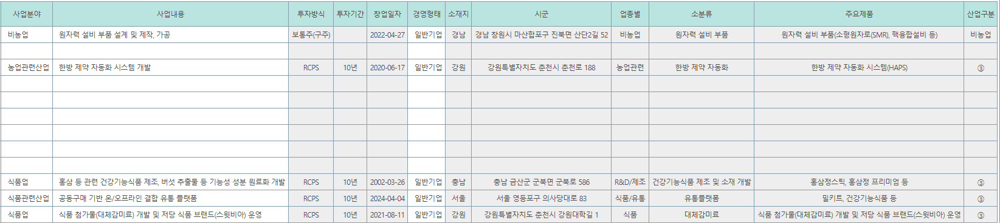 사업분야 사업내용 투자방식 투자기간 창업일자 경영형태 소재지 시군 업종별 소분류 주요제품 산업구분
비농업 원자력 설비 부품 설계 및 제작, 가공 보통주(구주) 2022-04-27 일반기업 경남 경남 창원시 마산합포구 진북면 산단2길 52 비농업 원자력 설비 부품 원자력 설비 부품(소형원자로(SMR), 핵융합설비 등) 비농업
농업관련산업 한방 제약 자동화 시스템 개발 RCPS 10년 2020-06-17 일반기업 강원 강원특별자치도 춘천시 춘천로 188 농업관련 한방 제약 자동화 한방 제약 자동화 시스템(HAPS) ③
식품업 홍삼 등 관련 건강기능식품 제조, 버섯 추출물 등 기능성 성분 원료화 개발 RCPS 10년 2002-03-26 일반기업 충남 충남 금산군 군북면 군북로 586 R&D/제조 건강기능식품 제조 및 소재 개발 홍삼정스틱, 홍삼정 프리미엄 등 ③
식품관련산업 공동구매 기반 온/오프라인 결합 유통 플랫폼 RCPS 10년 2024-04-04 일반기업 서울 서울 영등포구 의사당대로 83 식품/유통 유통플랫폼 밀키트, 건강기능식품 등 ③
식품업 식품 첨가물(대체감미료) 개발 및 저당 식품 브랜드(스윗비아) 운영 RCPS 10년 2021-08-11 일반기업 강원 강원특별자치도 춘천시 강원대학길 1 식품 대체감미료 식품 첨가물(대체감미료) 개발 및 저당 식품 브랜드(스윗비아) 운영 ③